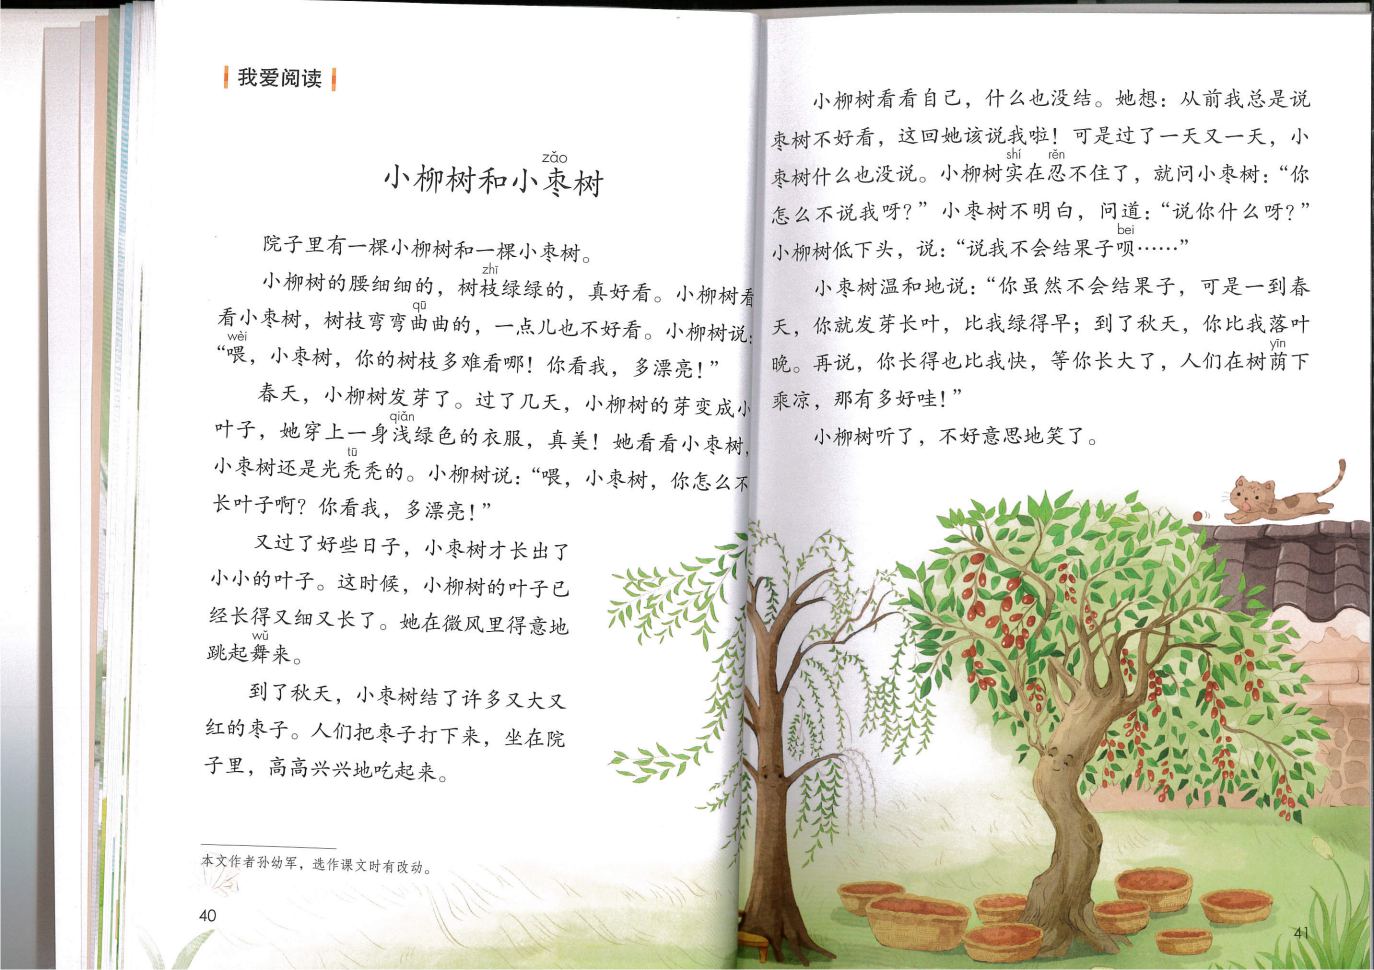 我爱阅读
zǎo
小柳树和小枣树
院子里有一棵小柳树和一棵小枣树。
zhī
小柳树的腰细细的，树枝绿绿的，真好看。小柳树看
qū
看小枣树，树枝弯弯曲曲的，一点儿也不好看。小柳树说：
wèi
“喂，小枣树，你的树枝多难看哪！你看我，多漂亮！”
春天，小柳树发芽了。过了几天，小柳树的芽变成小
qiǎn
叶子，她穿上一身浅绿色的衣服，真美！她看看小枣树，
tū
小枣树还是光秃秃的。小柳树说：“喂，小枣树，你怎么不
长叶子啊？你看我，多漂亮！”
又过了好些日子，小枣树才长出了
小小的叶子。这时候，小柳树的叶子已
经长得又细又长了。她在微风里得意地
wǔ
跳起舞来。
到了秋天，小枣树结了许多又大又
红的枣子。人们把枣子打下来，坐在院
子里，高高兴兴地吃起来。
本文作者孙幼军，选作课文时有改动。
40
小柳树看看自己，什么也没结。她想：从前我总是说
枣树不好看，这回她该说我啦！可是过了一天又一天，小
shí rěn
枣树什么也没说。小柳树实在忍不住了，就问小枣树：“你
怎么不说我呀？”小枣树不明白，问道：“说你什么呀？”
bei
小柳树低下头，说：“说我不会结果子呗……”
小枣树温和地说：“你虽然不会结果子，可是一到春
天，你就发芽长叶，比我绿得早；到了秋天，你比我落叶
yīn
晚。再说，你长得也比我快，等你长大了，人们在树荫下
乘凉，那有多好哇！”
小柳树听了，不好意思地笑了。
41